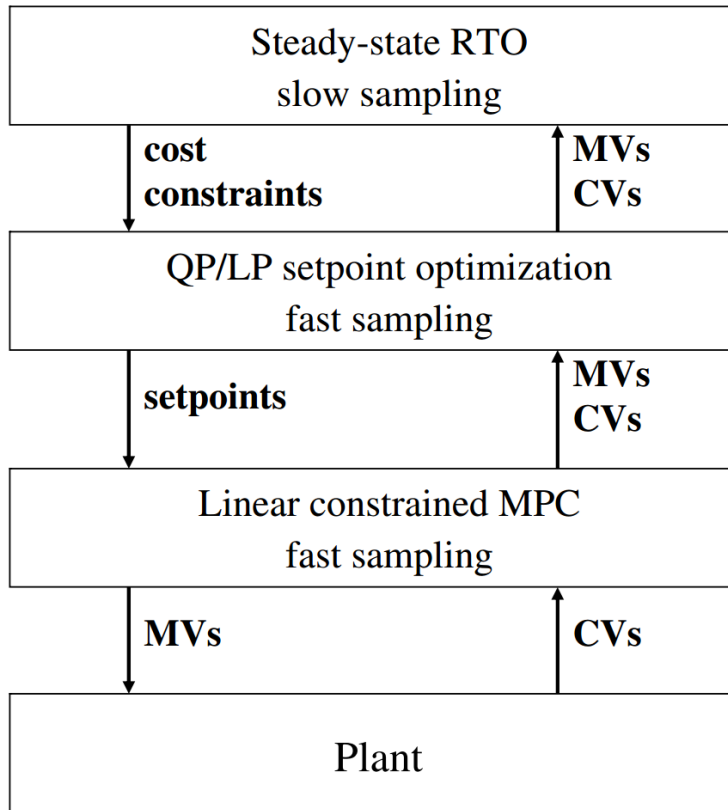 Steady-state RTO
slow sampling
cost
constraints
MVs
CVs
QP/LP setpoint optimization
fast sampling
setpoints
MVs
CVs
Linear constrained MPC
fast sampling
MVs
CVs
Plant